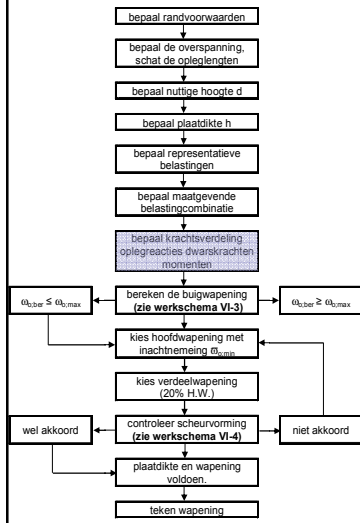 bepaal randvoorwaarden
bepaal de overspanning,
schat de opleglengten
bepaal nuttige hoogte d
bepaal plaatdikte h
bepaal representatieve
belastingen
bepaal maatgevende
belastingcombinatie
bepaal krachtsverdeling
oplegreacties dwarskrachten
momenten
ω₀;ber ≤ ω₀;max
bereken de buigwapening
(zie werkschema VI-3)
ω₀;ber ≥ ω₀;max
kies hoofdwapening met
inachtneming ϖ₀;min
kies verdeelwapening
(20% H.W.)
wel akkoord
controleer scheurvorming
(zie werkschema VI-4)
niet akkoord
plaatdikte en wapening
voldoen.
teken wapening